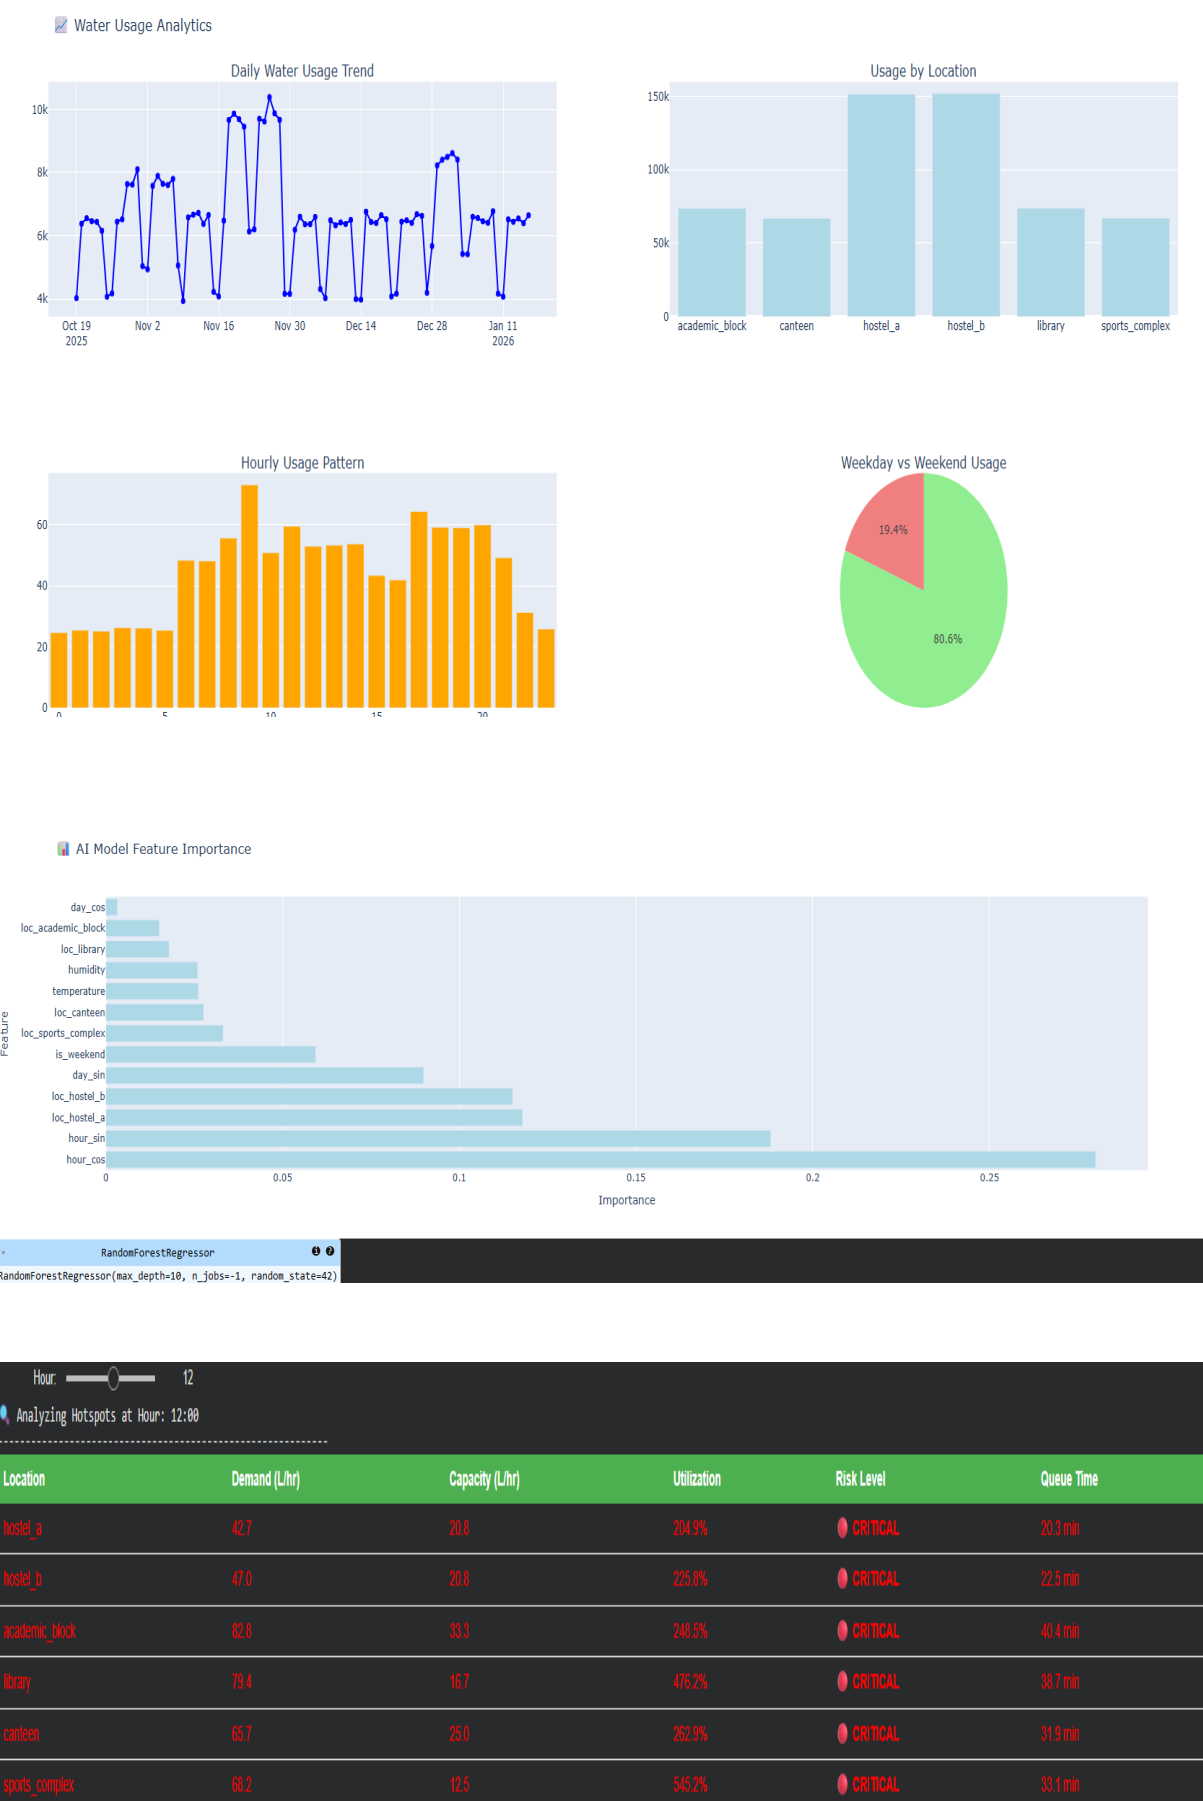 Water Usage Analytics
Daily Water Usage Trend
10k
8k
6k
4k
Oct 19
2025
Nov 2
Nov 16
Nov 30
Dec 14
Dec 28
Jan 11
2026
Usage by Location
150k
100k
50k
0
academic_block
canteen
hostel_a
hostel_b
library
sports_complex
Hourly Usage Pattern
60
40
20
0
0
5
10
15
20
Weekday vs Weekend Usage
19.4%
80.6%
AI Model Feature Importance
Feature
day_cos
loc_academic_block
loc_library
humidity
temperature
loc_canteen
loc_sports_complex
is_weekend
day_sin
loc_hostel_b
loc_hostel_a
hour_sin
hour_cos
0
0.05
0.1
0.15
0.2
0.25
Importance
RandomForestRegressor
i ?
RandomForestRegressor(max_depth=10, n_jobs=-1, random_state=42)
Hour: 12
Analyzing Hotspots at Hour: 12:00
------------------------------------------------------------
Location Demand (L/hr) Capacity (L/hr) Utilization Risk Level Queue Time
hostel_a 42.7 20.8 204.9% CRITICAL 20.3 min
hostel_b 47.0 20.8 225.8% CRITICAL 22.5 min
academic_block 82.8 33.3 248.5% CRITICAL 40.4 min
library 79.4 16.7 476.2% CRITICAL 38.7 min
canteen 65.7 25.0 262.9% CRITICAL 31.9 min
sports_complex 68.2 12.5 545.2% CRITICAL 33.1 min